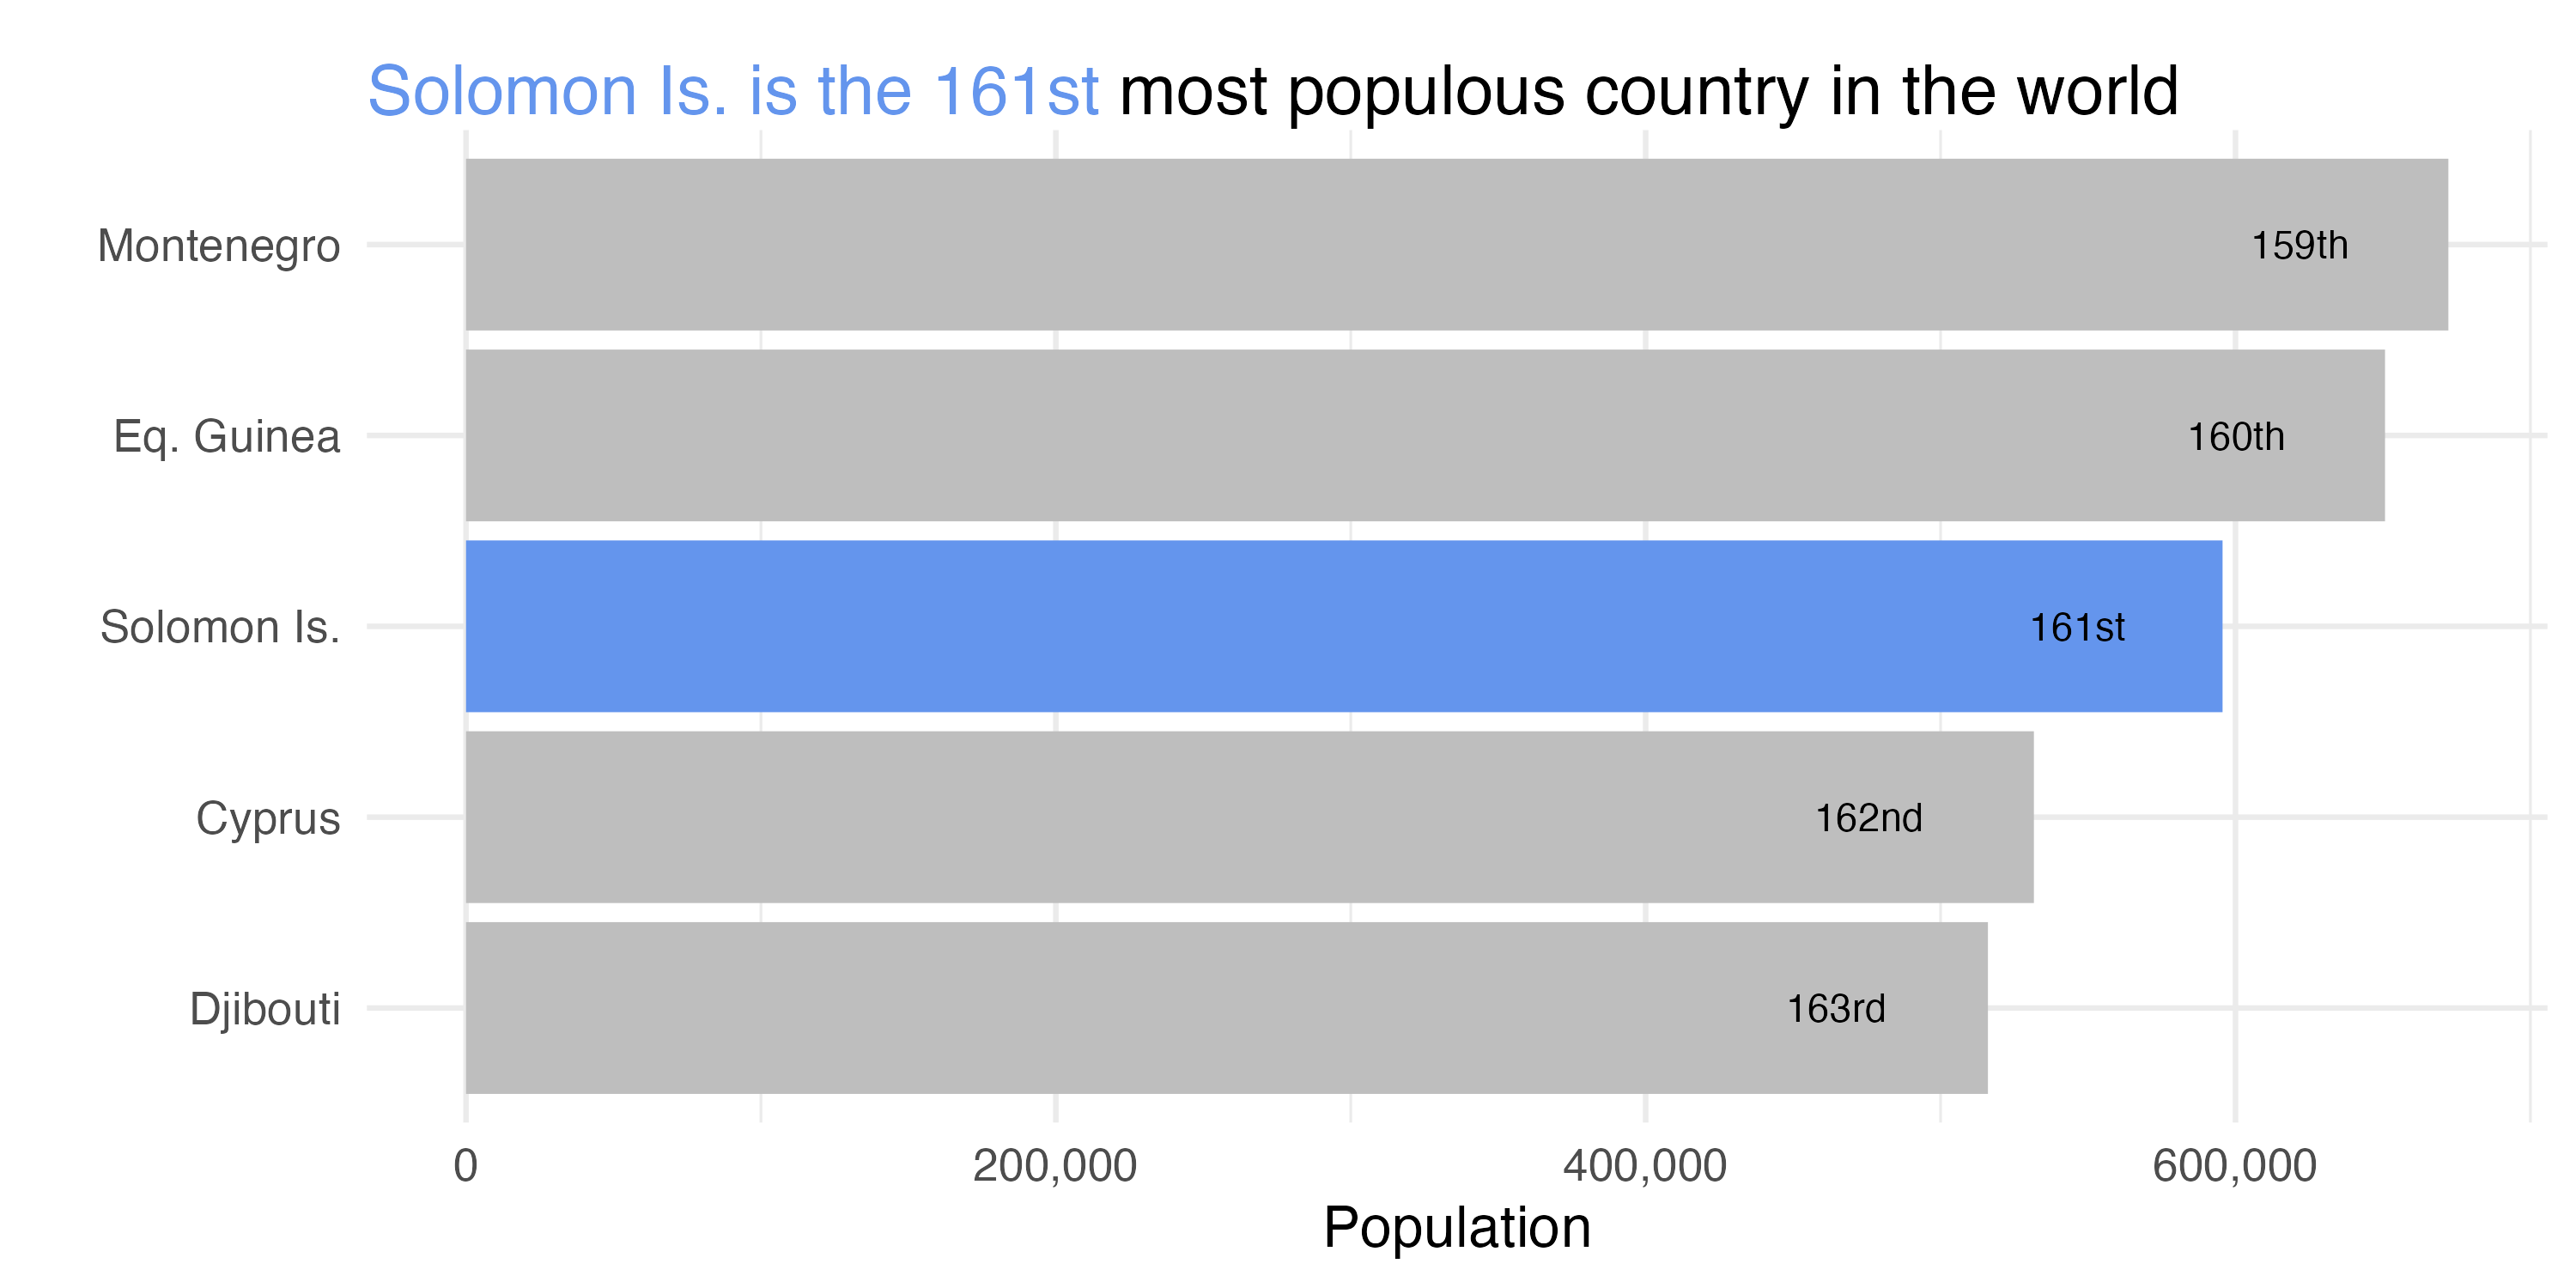 Solomon Is. is the 161st most populous country in the world
Montenegro
159th
Eq. Guinea
160th
Solomon Is.
161st
Cyprus
162nd
Djibouti
163rd
0 200,000 400,000 600,000
Population